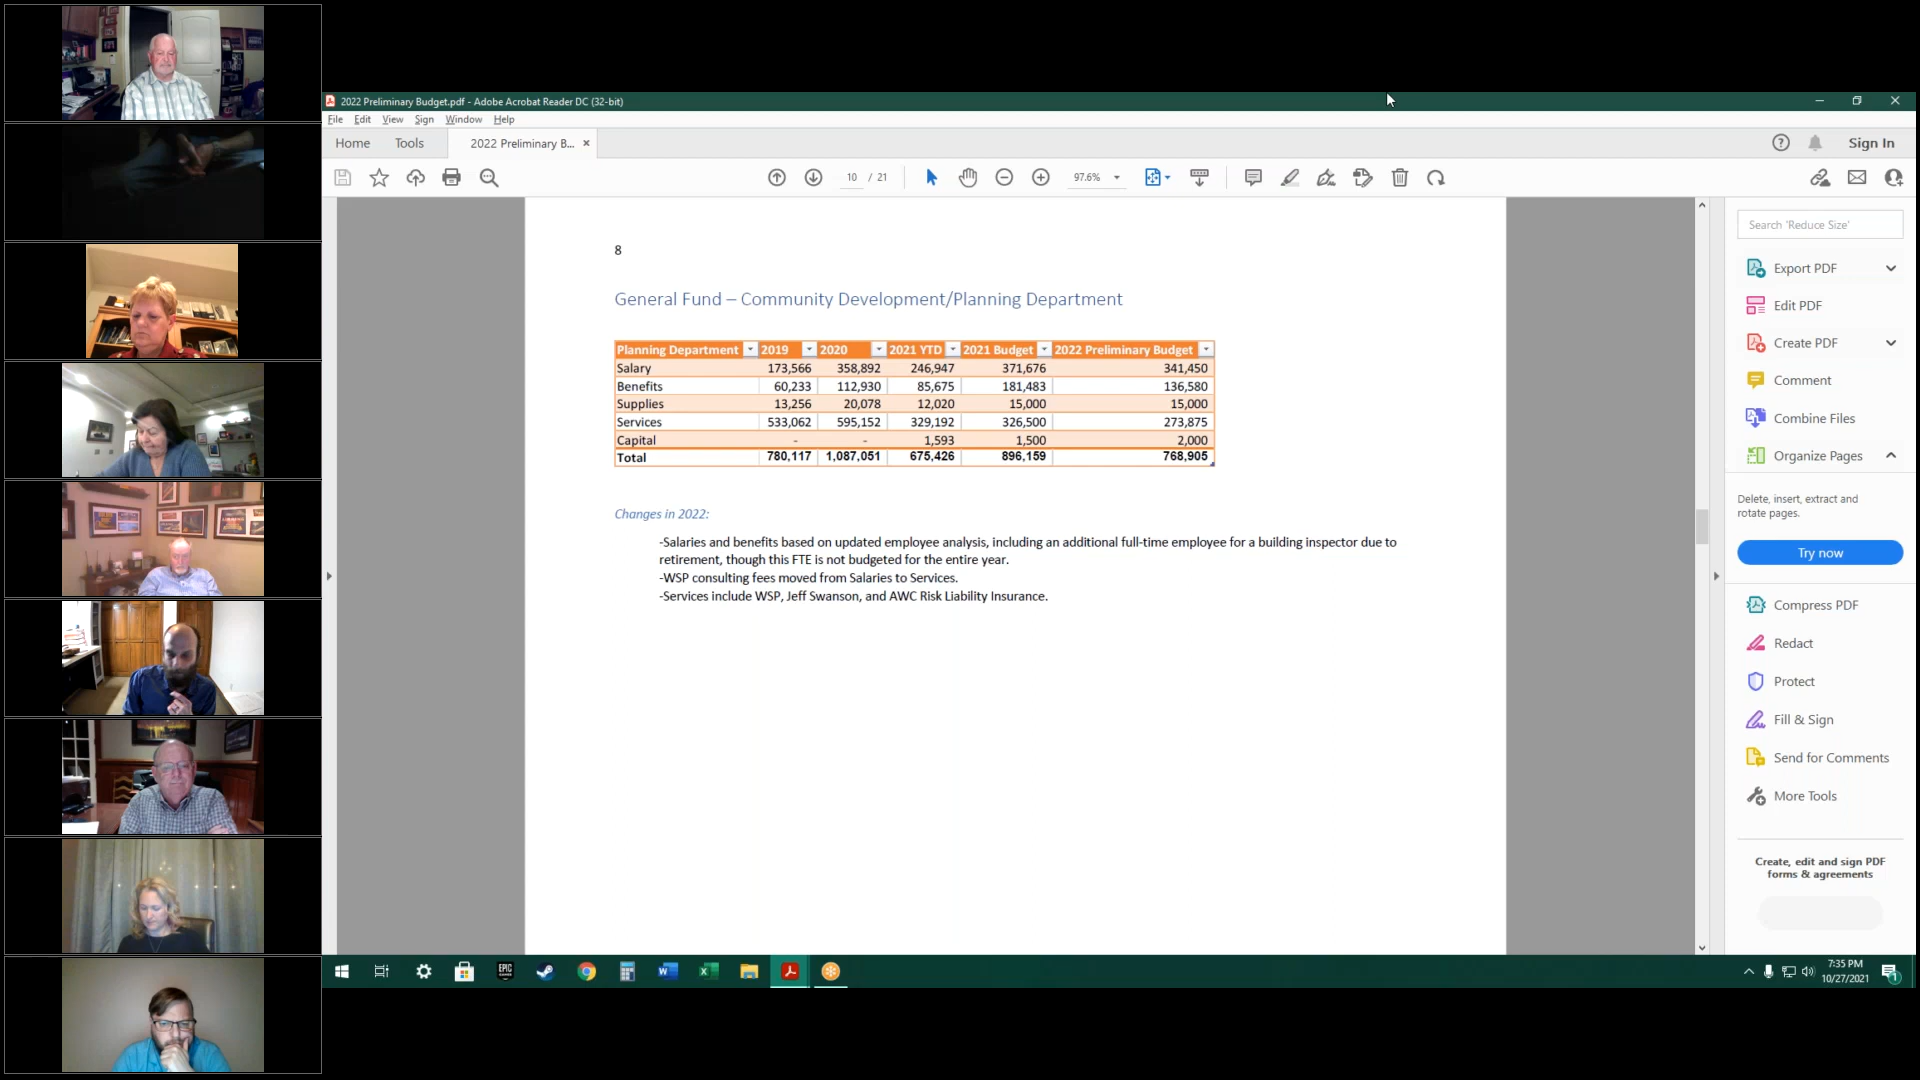 2022 Preliminary Budget.pdf - Adobe Acrobat Reader DC (32-bit)
File Edit View Sign Window Help
Home Tools 2022 Preliminary B... × Sign In
10 / 21 97.6%
8
General Fund – Community Development/Planning Department
Planning Department 2019 2020 2021 YTD 2021 Budget 2022 Preliminary Budget
Salary 173,566 358,892 246,947 371,676 341,450
Benefits 60,233 112,930 85,675 181,483 136,580
Supplies 13,256 20,078 12,020 15,000 15,000
Services 533,062 595,152 329,192 326,500 273,875
Capital - - 1,593 1,500 2,000
Total 780,117 1,087,051 675,426 896,159 768,905
Changes in 2022:
-Salaries and benefits based on updated employee analysis, including an additional full-time employee for a building inspector due to
retirement, though this FTE is not budgeted for the entire year.
-WSP consulting fees moved from Salaries to Services.
-Services include WSP, Jeff Swanson, and AWC Risk Liability Insurance.
Search 'Reduce Size'
Export PDF
Edit PDF
Create PDF
Comment
Combine Files
Organize Pages
Delete, insert, extract and
rotate pages.
Try now
Compress PDF
Redact
Protect
Fill & Sign
Send for Comments
More Tools
Create, edit and sign PDF
forms & agreements
EPIC
7:35 PM
10/27/2021
1